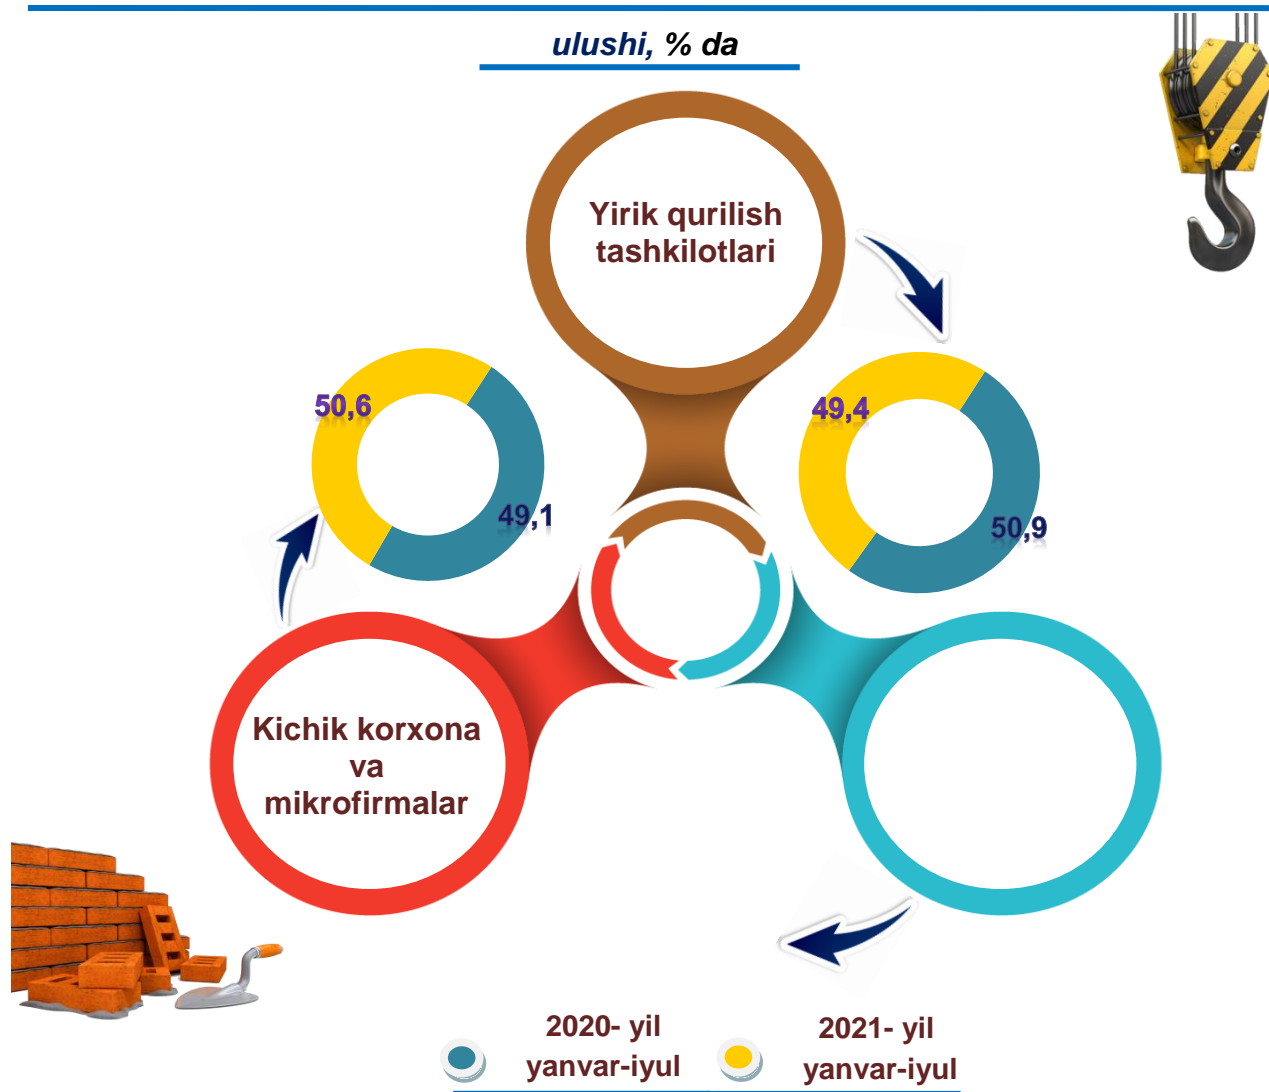 ulushi, % da
Yirik qurilish
tashkilotlari
50,6
49,4
49,1
50,9
Kichik korxona
va
mikrofirmalar
2020- yil
yanvar-iyul
2021- yil
yanvar-iyul